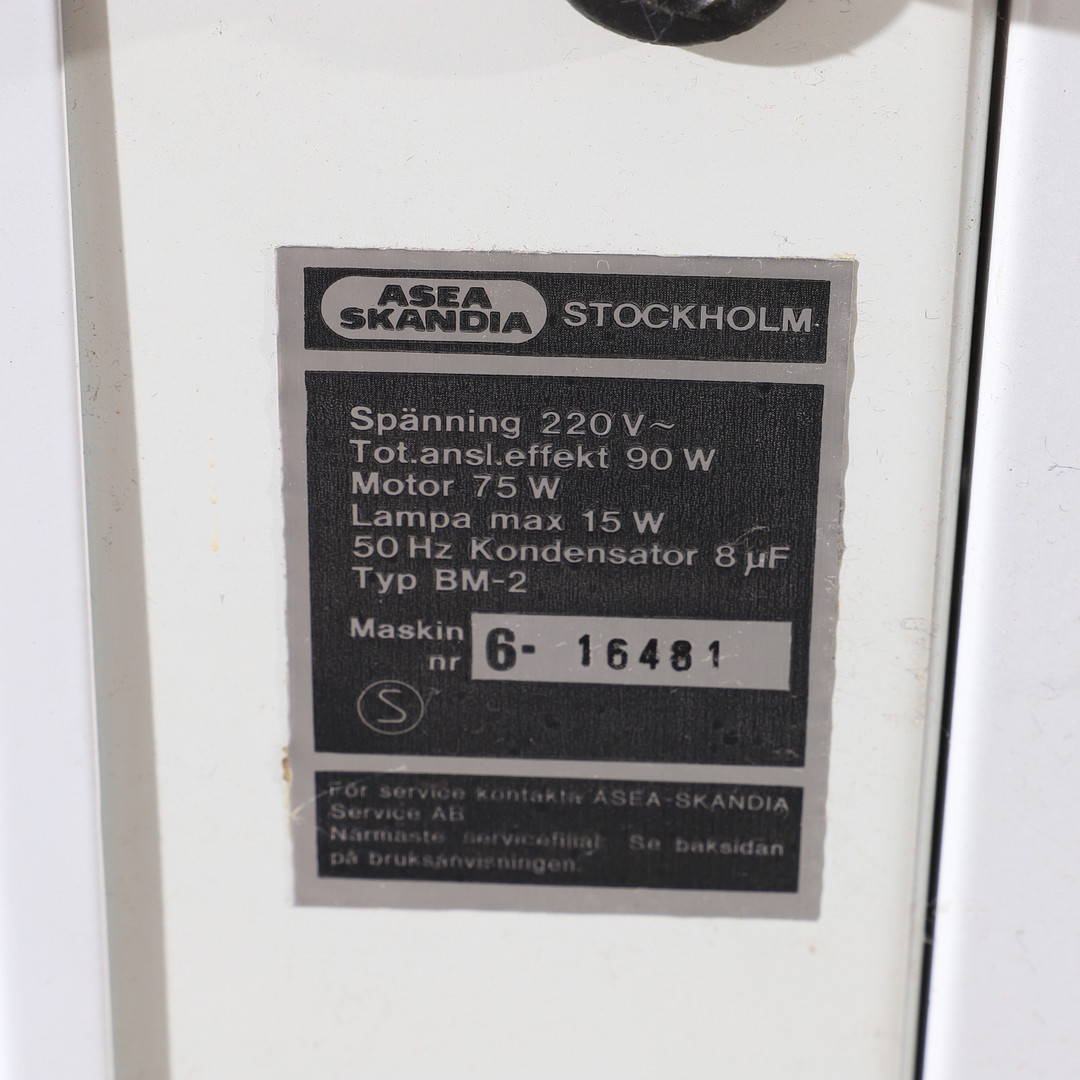 ASEA
SKANDIA
STOCKHOLM
Spänning 220 V~
Tot.ansl.effekt 90 W
Motor 75 W
Lampa max 15 W
50 Hz Kondensator 8 µF
Typ BM-2
Maskin
nr 6- 16481
S
För service kontakta ASEA-SKANDIA
Service AB
Närmaste servicefilial: Se baksidan
på bruksanvisningen.